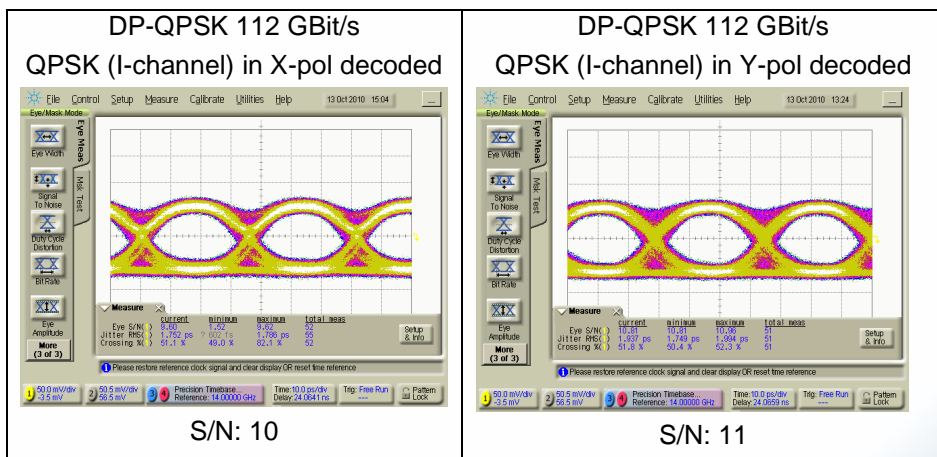 DP-QPSK 112 GBit/s
QPSK (I-channel) in X-pol decoded
File Control Setup Measure Calibrate Utilities Help 13 Oct 2010 15:04
Eye/Mask Mode
Eye Meas
Msk Test
Eye Width
Signal
To Noise
Duty Cycle
Distortion
Bit Rate
Eye
Amplitude
More
(3 of 3)
Measure
current minimum maximum total meas
Eye S/N( ) 9.60 1.52 9.62 52
Jitter RMS( ) 1.752 ps ? 602 fs 1.786 ps 55
Crossing %( ) 51.1 % 49.0 % 82.1 % 52
Setup
& Info
Please restore reference clock signal and clear display OR reset time reference
1 50.0 mV/div
-3.5 mV
2 50.5 mV/div
56.5 mV
3 4 Precision Timebase...
Reference: 14.00000 GHz
Time:10.0 ps/div
Delay:24.0641 ns
Trig: Free Run
---
Pattern
Lock
S/N: 10
DP-QPSK 112 GBit/s
QPSK (I-channel) in Y-pol decoded
File Control Setup Measure Calibrate Utilities Help 13 Oct 2010 13:24
Eye/Mask Mode
Eye Meas
Msk Test
Eye Width
Signal
To Noise
Duty Cycle
Distortion
Bit Rate
Eye
Amplitude
More
(3 of 3)
Measure
current minimum maximum total meas
Eye S/N( ) 10.81 10.81 10.96 51
Jitter RMS( ) 1.937 ps 1.749 ps 1.994 ps 51
Crossing %( ) 51.8 % 50.4 % 52.3 % 51
Setup
& Info
Please restore reference clock signal and clear display OR reset time reference
1 50.0 mV/div
-3.5 mV
2 50.5 mV/div
56.5 mV
3 4 Precision Timebase...
Reference: 14.00000 GHz
Time:10.0 ps/div
Delay:24.0659 ns
Trig: Free Run
---
Pattern
Lock
S/N: 11